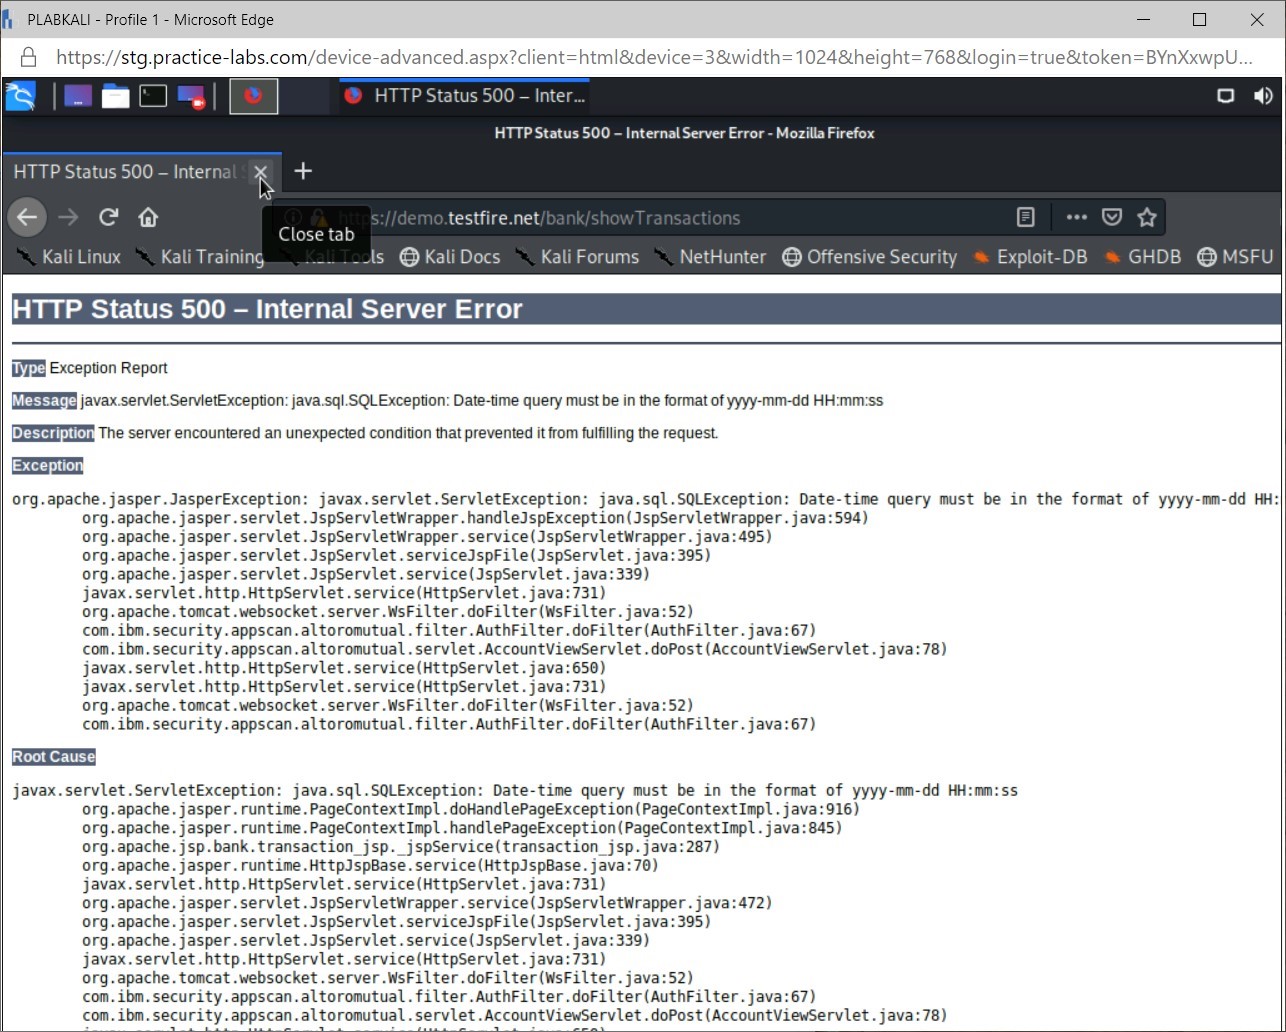 PLABKALI - Profile 1 - Microsoft Edge
https://stg.practice-labs.com/device-advanced.aspx?client=html&device=3&width=1024&height=768&login=true&token=BYnXxwpU...
HTTP Status 500 – Inter...
HTTP Status 500 – Internal Server Error - Mozilla Firefox
HTTP Status 500 – Internal
https://demo.testfire.net/bank/showTransactions
Close tab
Kali Linux Kali Training Kali Tools Kali Docs Kali Forums NetHunter Offensive Security Exploit-DB GHDB MSFU
HTTP Status 500 – Internal Server Error
Type Exception Report
Message javax.servlet.ServletException: java.sql.SQLException: Date-time query must be in the format of yyyy-mm-dd HH:mm:ss
Description The server encountered an unexpected condition that prevented it from fulfilling the request.
Exception
org.apache.jasper.JasperException: javax.servlet.ServletException: java.sql.SQLException: Date-time query must be in the format of yyyy-mm-dd HH:
org.apache.jasper.servlet.JspServletWrapper.handleJspException(JspServletWrapper.java:594)
org.apache.jasper.servlet.JspServletWrapper.service(JspServletWrapper.java:495)
org.apache.jasper.servlet.JspServlet.serviceJspFile(JspServlet.java:395)
org.apache.jasper.servlet.JspServlet.service(JspServlet.java:339)
javax.servlet.http.HttpServlet.service(HttpServlet.java:731)
org.apache.tomcat.websocket.server.WsFilter.doFilter(WsFilter.java:52)
com.ibm.security.appscan.altoromutual.filter.AuthFilter.doFilter(AuthFilter.java:67)
com.ibm.security.appscan.altoromutual.servlet.AccountViewServlet.doPost(AccountViewServlet.java:78)
javax.servlet.http.HttpServlet.service(HttpServlet.java:650)
javax.servlet.http.HttpServlet.service(HttpServlet.java:731)
org.apache.tomcat.websocket.server.WsFilter.doFilter(WsFilter.java:52)
com.ibm.security.appscan.altoromutual.filter.AuthFilter.doFilter(AuthFilter.java:67)
Root Cause
javax.servlet.ServletException: java.sql.SQLException: Date-time query must be in the format of yyyy-mm-dd HH:mm:ss
org.apache.jasper.runtime.PageContextImpl.doHandlePageException(PageContextImpl.java:916)
org.apache.jasper.runtime.PageContextImpl.handlePageException(PageContextImpl.java:845)
org.apache.jsp.bank.transaction_jsp._jspService(transaction_jsp.java:287)
org.apache.jasper.runtime.HttpJspBase.service(HttpJspBase.java:70)
javax.servlet.http.HttpServlet.service(HttpServlet.java:731)
org.apache.jasper.servlet.JspServletWrapper.service(JspServletWrapper.java:472)
org.apache.jasper.servlet.JspServlet.serviceJspFile(JspServlet.java:395)
org.apache.jasper.servlet.JspServlet.service(JspServlet.java:339)
javax.servlet.http.HttpServlet.service(HttpServlet.java:731)
org.apache.tomcat.websocket.server.WsFilter.doFilter(WsFilter.java:52)
com.ibm.security.appscan.altoromutual.filter.AuthFilter.doFilter(AuthFilter.java:67)
com.ibm.security.appscan.altoromutual.servlet.AccountViewServlet.doPost(AccountViewServlet.java:78)